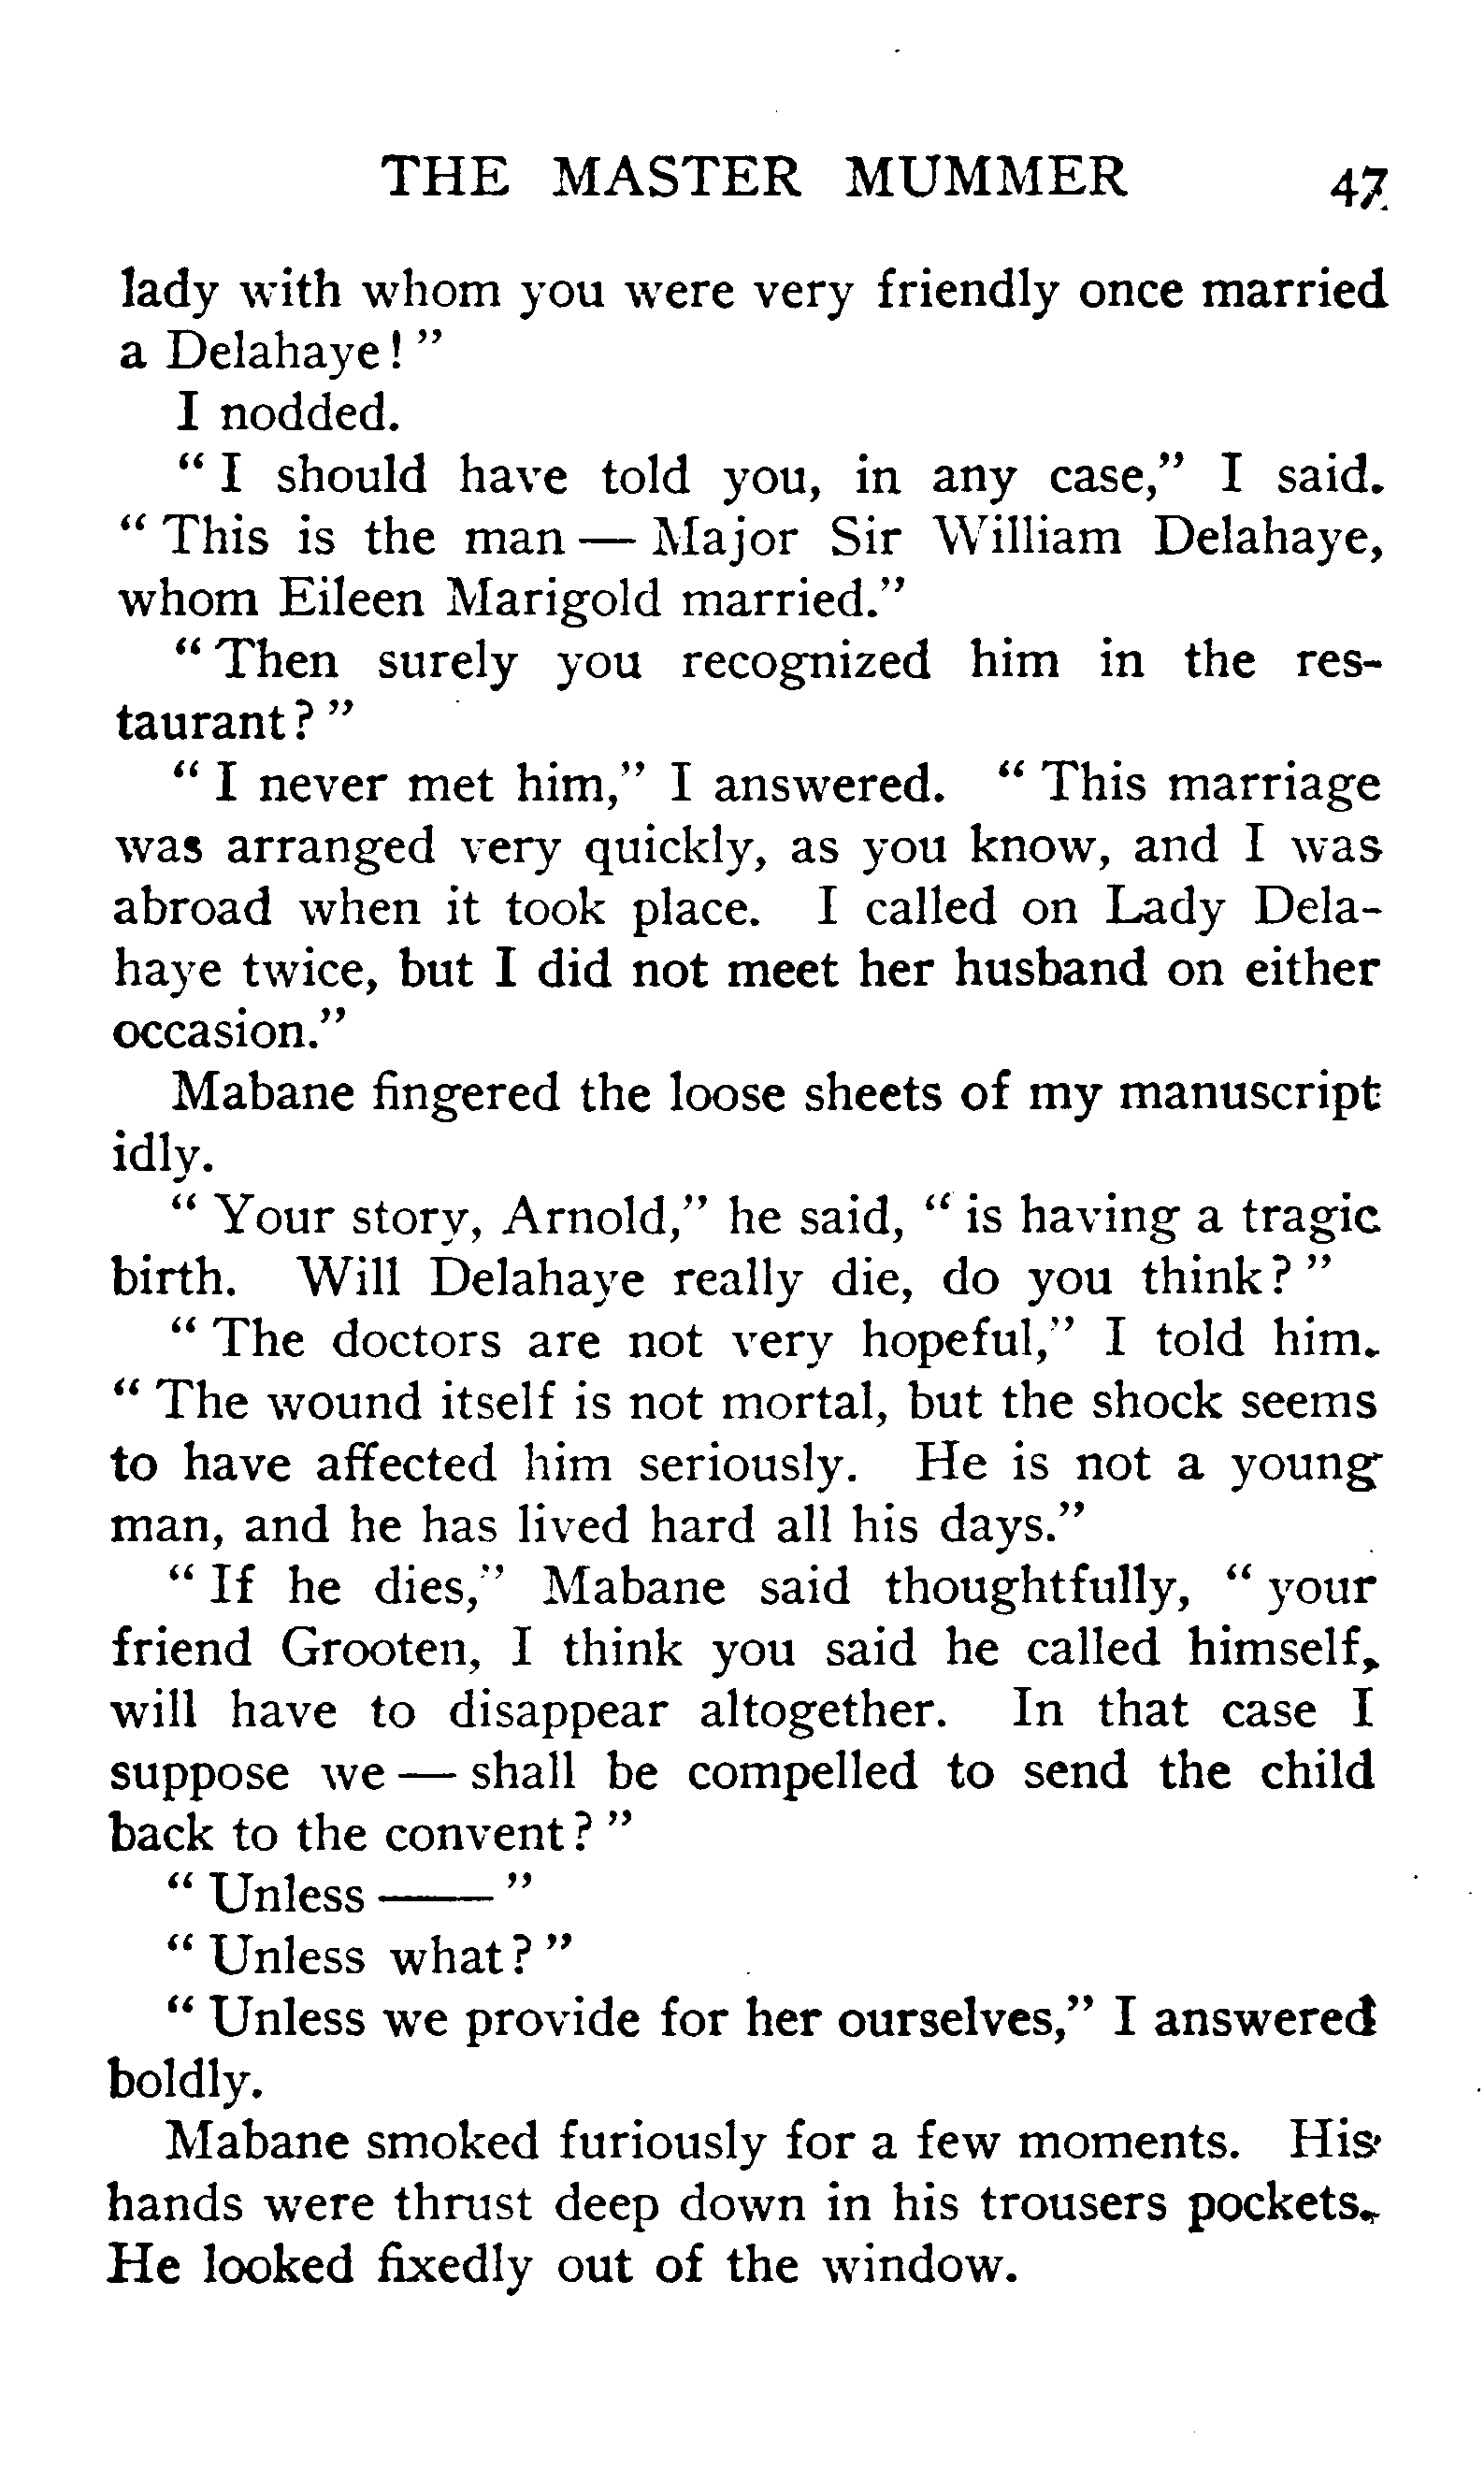 THE MASTER MUMMER 47
lady with whom you were very friendly once married
a Delahaye!"
I nodded.
"I should have told you, in any case," I said.
"This is the man — Major Sir William Delahaye,
whom Eileen Marigold married."
"Then surely you recognized him in the res-
taurant?"
"I never met him," I answered. "This marriage
was arranged very quickly, as you know, and I was
abroad when it took place. I called on Lady Dela-
haye twice, but I did not meet her husband on either
occasion."
Mabane fingered the loose sheets of my manuscript
idly.
"Your story, Arnold," he said, "is having a tragic
birth. Will Delahaye really die, do you think?"
"The doctors are not very hopeful," I told him.
"The wound itself is not mortal, but the shock seems
to have affected him seriously. He is not a young
man, and he has lived hard all his days."
"If he dies," Mabane said thoughtfully, "your
friend Grooten, I think you said he called himself,
will have to disappear altogether. In that case I
suppose we — shall be compelled to send the child
back to the convent?"
"Unless ——"
"Unless what?"
"Unless we provide for her ourselves," I answered
boldly.
Mabane smoked furiously for a few moments. His
hands were thrust deep down in his trousers pockets.
He looked fixedly out of the window.